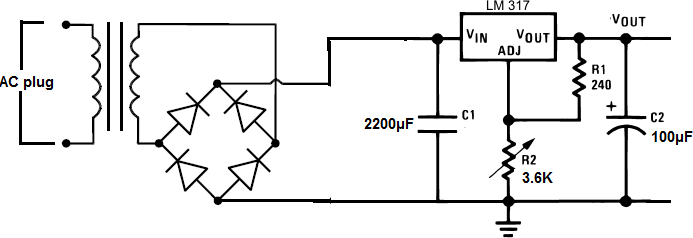 LM 317
VIN
VOUT
ADJ
VOUT
AC plug
R1
240
2200µF
C1
+
C2
100µF
R2
3.6K